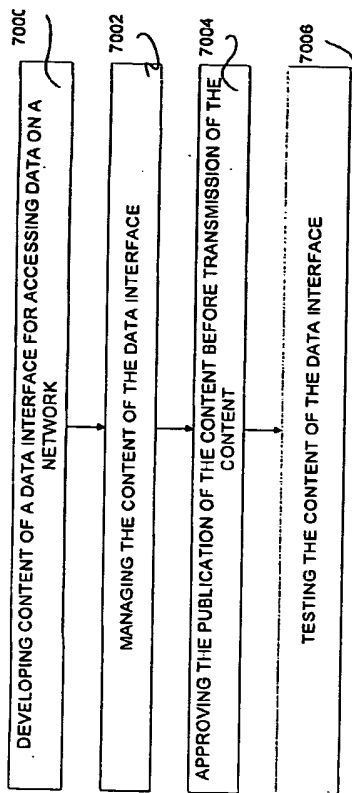 7000
DEVELOPING CONTENT OF A DATA INTERFACE FOR ACCESSING DATA ON A
NETWORK
7002
MANAGING THE CONTENT OF THE DATA INTERFACE
7004
APPROVING THE PUBLICATION OF THE CONTENT BEFORE TRANSMISSION OF THE
CONTENT
7006
TESTING THE CONTENT OF THE DATA INTERFACE